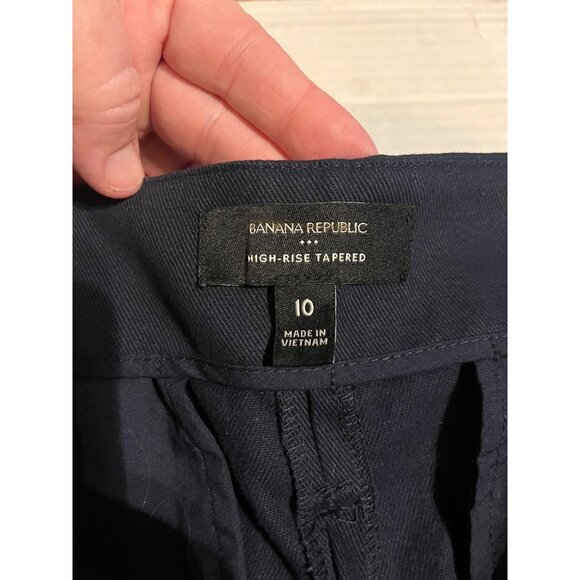 BANANA REPUBLIC
HIGH-RISE TAPERED
10
MADE IN
VIETNAM